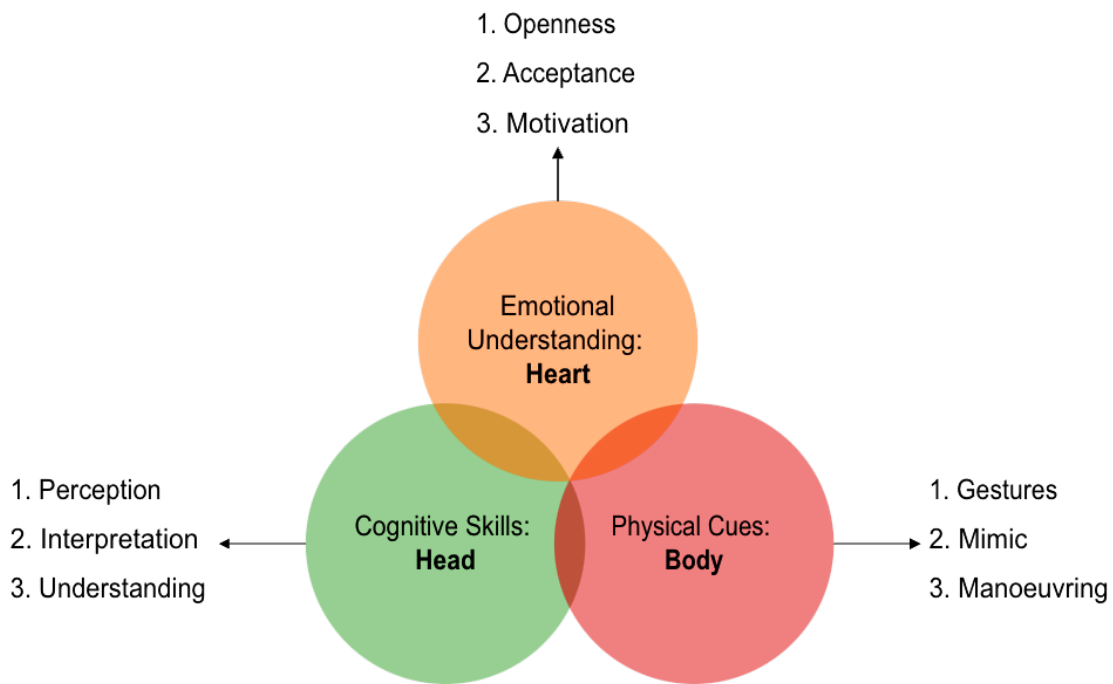 1. Openness
2. Acceptance
3. Motivation
Emotional
Understanding:
Heart
1. Perception
2. Interpretation
3. Understanding
Cognitive Skills:
Head
Physical Cues:
Body
1. Gestures
2. Mimic
3. Manoeuvring